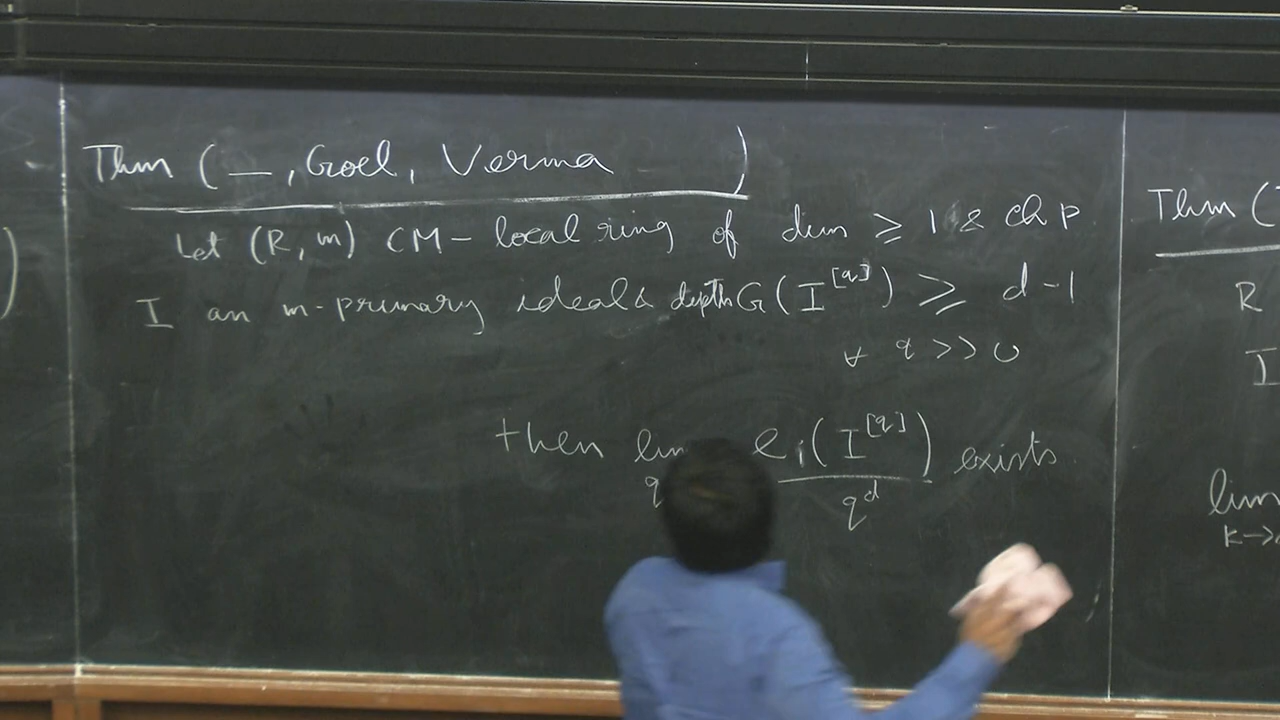 )
Thm (—, Goel, Verma )
Let (R, m) CM-local ring of dim ≥ 1 & ch p
I an m-primary ideal & depth G(I^[q]) ≥ d-1
∀ q >> 0
then lim e_i(I^[q]) / q^d exists
q
Thm (
R
I
lim
k→